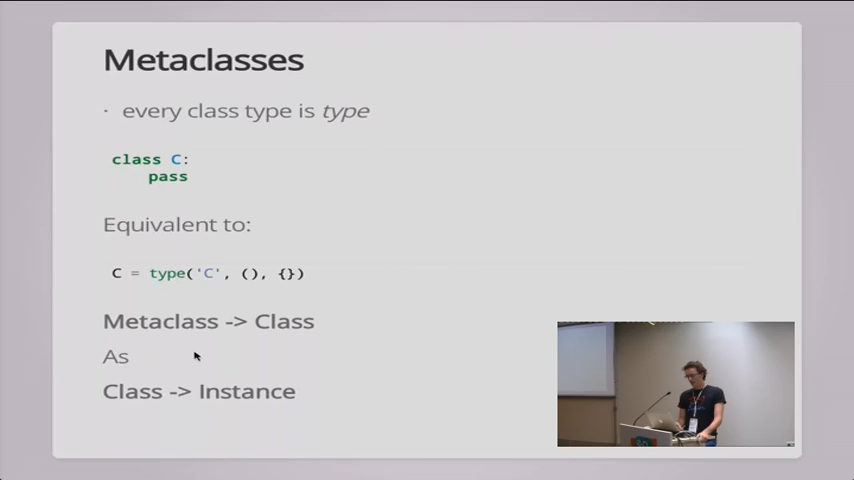 Metaclasses
· every class type is type
class C:
pass
Equivalent to:
C = type('C', (), {})
Metaclass -> Class
As
Class -> Instance